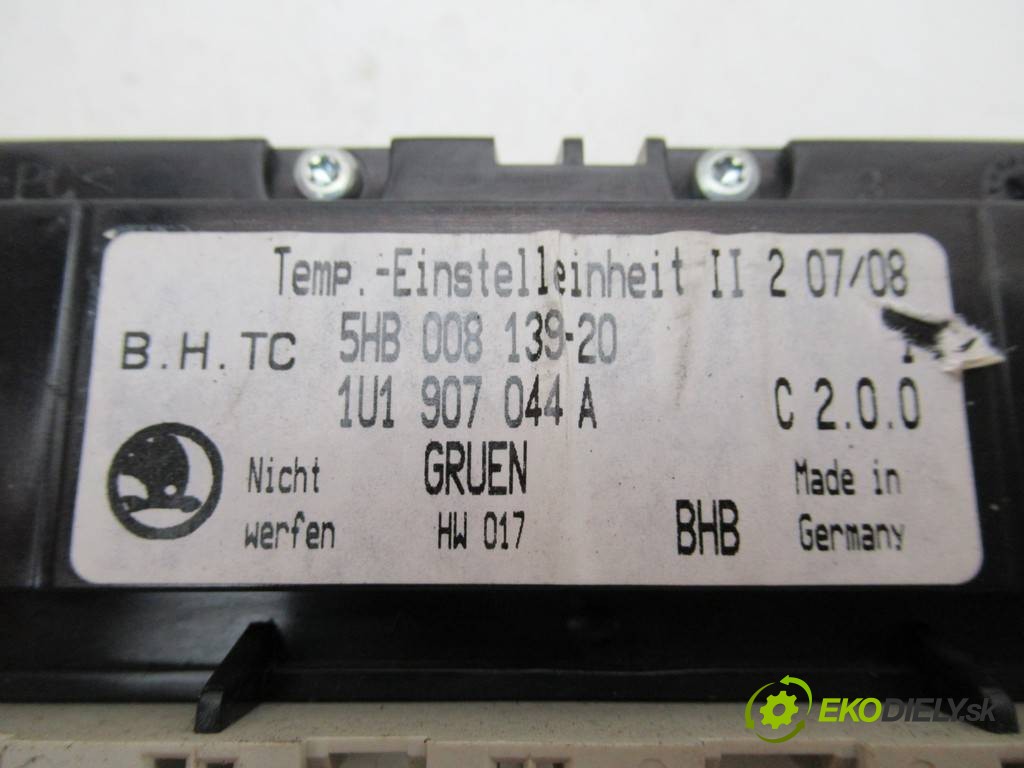 Temp.-Einstelleinheit II 2 07/08
B.H.TC 5HB 008 139-20
1U1 907 044 A C 2.0.0
Nicht werfen
GRUEN
HW 017
BHB
Made in Germany
EKODIELY.sk